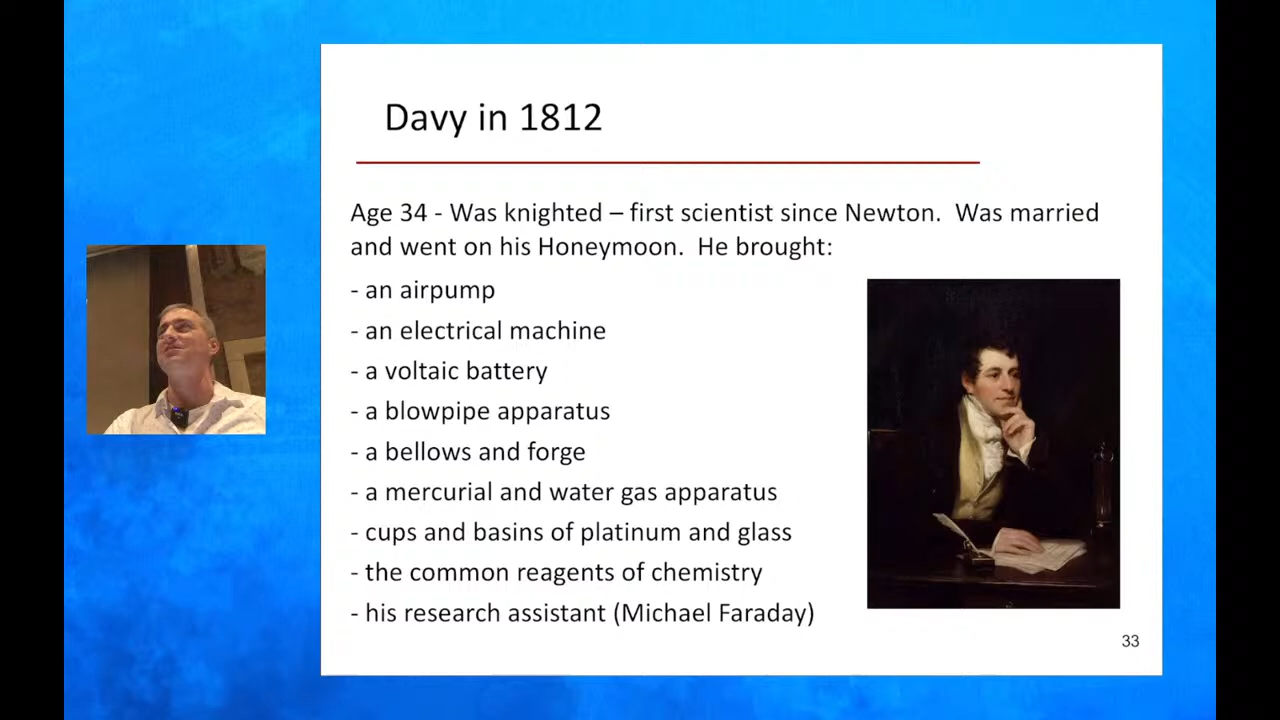 Davy in 1812
Age 34 - Was knighted – first scientist since Newton.  Was married
and went on his Honeymoon.  He brought:
- an airpump
- an electrical machine
- a voltaic battery
- a blowpipe apparatus
- a bellows and forge
- a mercurial and water gas apparatus
- cups and basins of platinum and glass
- the common reagents of chemistry
- his research assistant (Michael Faraday)
33